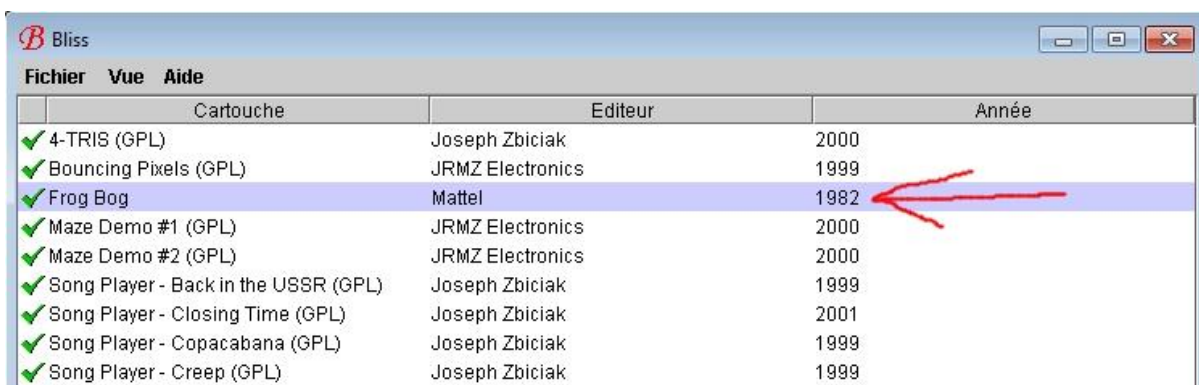 B Bliss
Fichier Vue Aide
Cartouche Editeur Année
4-TRIS (GPL) Joseph Zbiciak 2000
Bouncing Pixels (GPL) JRMZ Electronics 1999
Frog Bog Mattel 1982
Maze Demo #1 (GPL) JRMZ Electronics 2000
Maze Demo #2 (GPL) JRMZ Electronics 2000
Song Player - Back in the USSR (GPL) Joseph Zbiciak 1999
Song Player - Closing Time (GPL) Joseph Zbiciak 2001
Song Player - Copacabana (GPL) Joseph Zbiciak 1999
Song Player - Creep (GPL) Joseph Zbiciak 1999